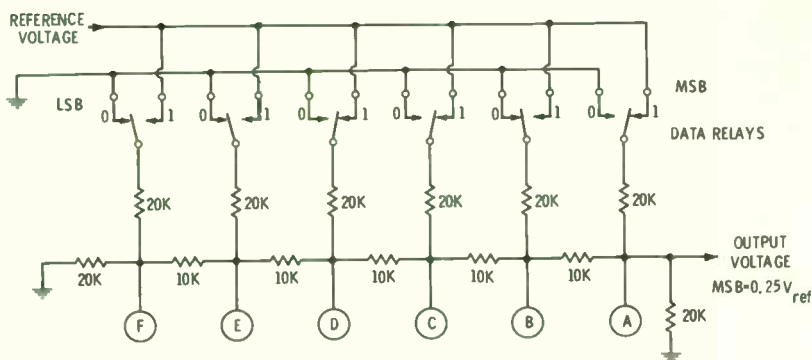 REFERENCE
VOLTAGE
LSB
MSB
0 1 0 1 0 1 0 1 0 1 0 1
DATA RELAYS
20K 20K 20K 20K 20K 20K
OUTPUT
VOLTAGE
MSB=0.25Vref
20K 10K 10K 10K 10K 10K
20K
F E D C B A